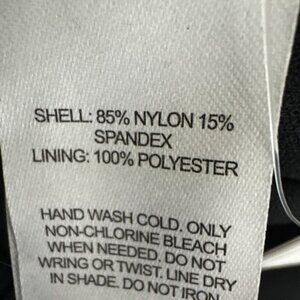 SHELL: 85% NYLON 15%
SPANDEX
LINING: 100% POLYESTER
HAND WASH COLD. ONLY
NON-CHLORINE BLEACH
WHEN NEEDED. DO NOT
WRING OR TWIST. LINE DRY
IN SHADE. DO NOT IRON